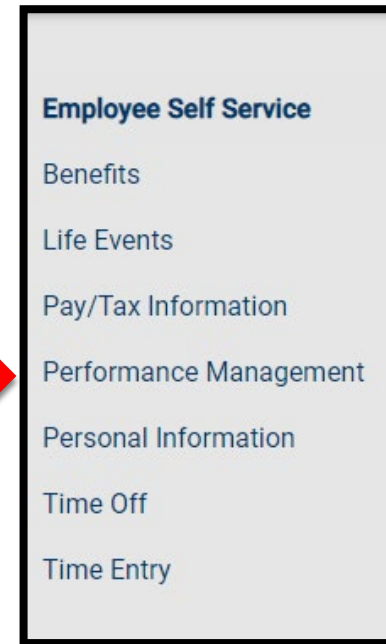 Employee Self Service
Benefits
Life Events
Pay/Tax Information
Performance Management
Personal Information
Time Off
Time Entry